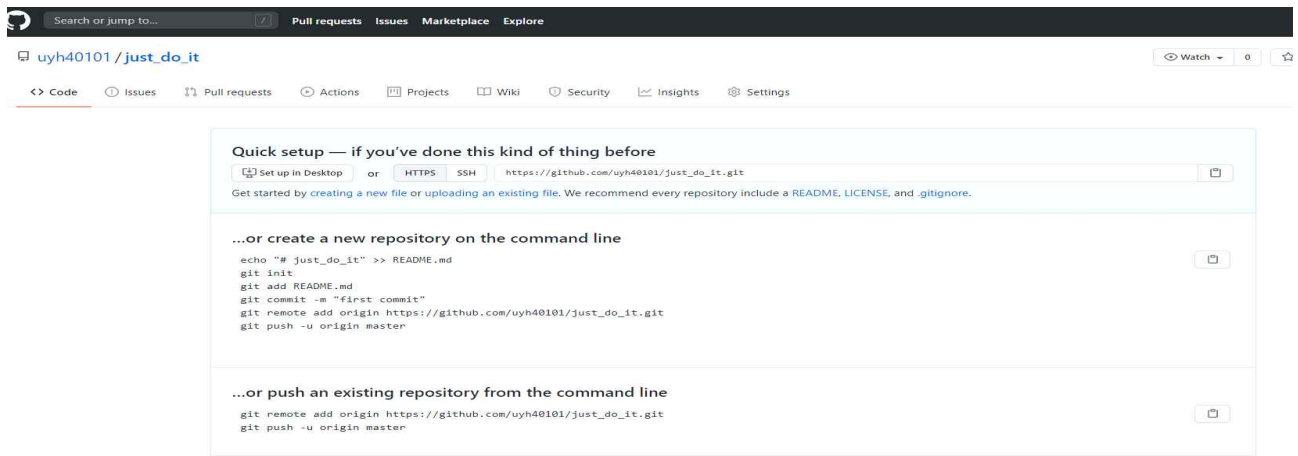 Search or jump to... / Pull requests Issues Marketplace Explore
uyh40101 / just_do_it
Watch 0
Code Issues Pull requests Actions Projects Wiki Security Insights Settings
Quick setup — if you’ve done this kind of thing before
Set up in Desktop or HTTPS SSH https://github.com/uyh40101/just_do_it.git
Get started by creating a new file or uploading an existing file. We recommend every repository include a README, LICENSE, and .gitignore.
...or create a new repository on the command line
echo "# just_do_it" >> README.md
git init
git add README.md
git commit -m "first commit"
git remote add origin https://github.com/uyh40101/just_do_it.git
git push -u origin master
...or push an existing repository from the command line
git remote add origin https://github.com/uyh40101/just_do_it.git
git push -u origin master